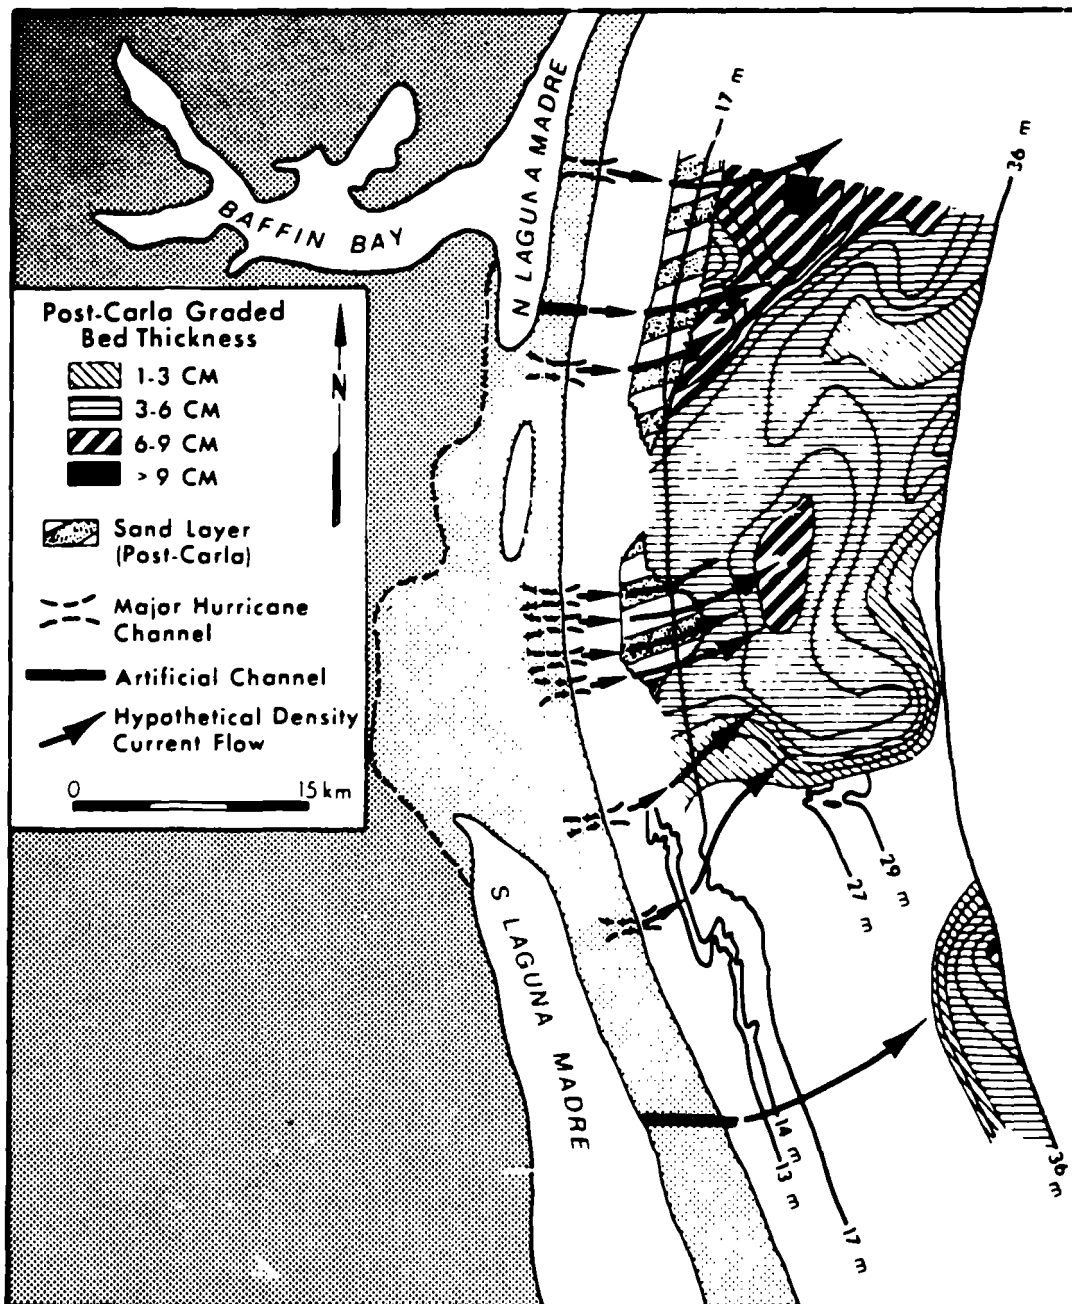 17 m
36 m
N LAGUNA MADRE
BAFFIN BAY
Post-Carla Graded
Bed Thickness
1-3 CM
3-6 CM
6-9 CM
> 9 CM
N
Sand Layer
(Post-Carla)
Major Hurricane
Channel
Artificial Channel
Hypothetical Density
Current Flow
0 15 km
29 m
27 m
S LAGUNA MADRE
14 m
13 m
17 m
36 m